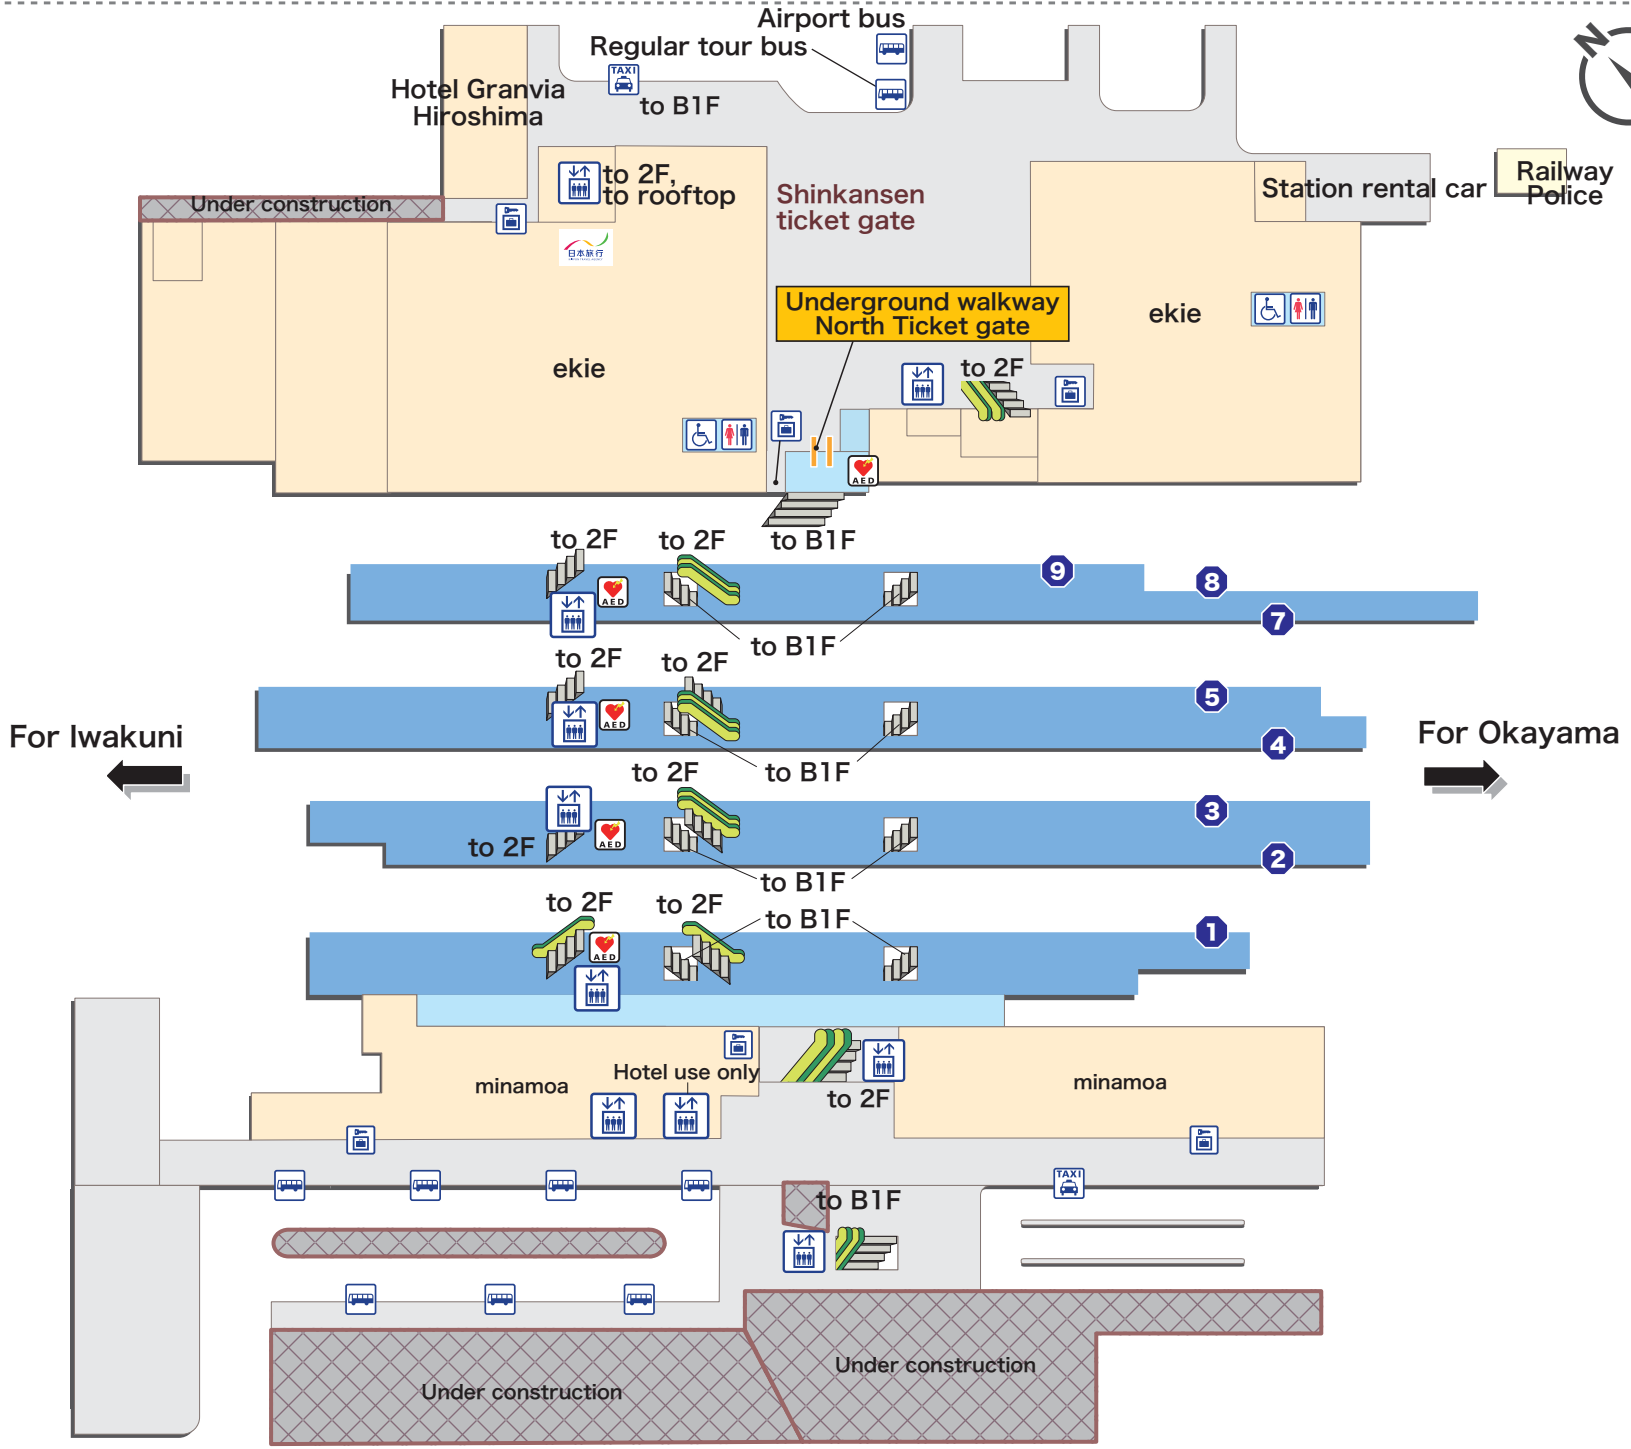 Airport bus
Regular tour bus
N
TAXI
to B1F
Hotel Granvia
Hiroshima
to 2F,
to rooftop
Shinkansen
ticket gate
Station rental car
Railway
Police
Under construction
日本旅行
Underground walkway
North Ticket gate
ekie
ekie
to 2F
AED
to B1F
to 2F
to 2F
AED
9
8
7
to B1F
to 2F
to 2F
AED
5
4
to B1F
For Iwakuni
For Okayama
to 2F
3
to 2F
AED
2
to B1F
to 2F
to 2F
to B1F
1
AED
Hotel use only
minamoa
minamoa
to 2F
TAXI
to B1F
Under construction
Under construction